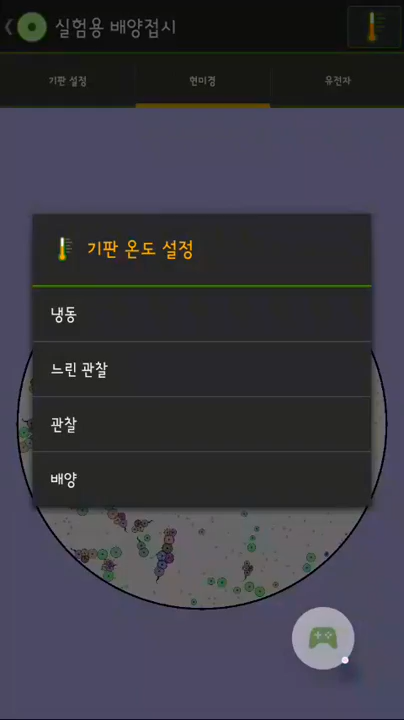 실험용 배양접시
기판 설정
현미경
유전자
기판 온도 설정
냉동
느린 관찰
관찰
배양